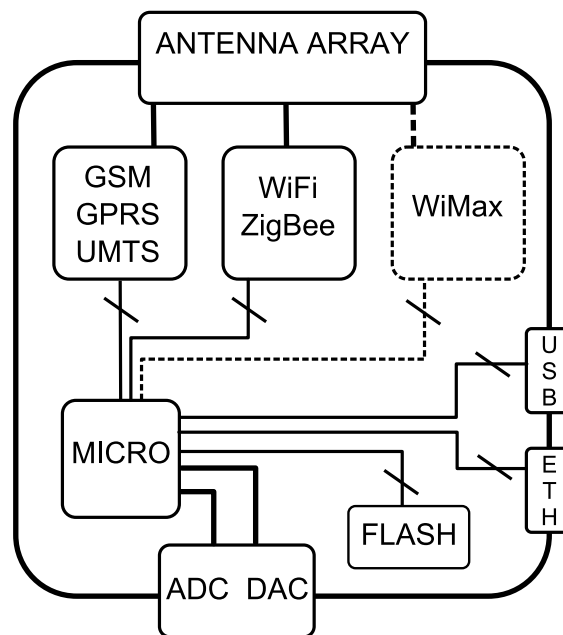 ANTENNA ARRAY
GSM
GPRS
UMTS
WiFi
ZigBee
WiMax
U
S
B
MICRO
E
T
H
FLASH
ADC DAC